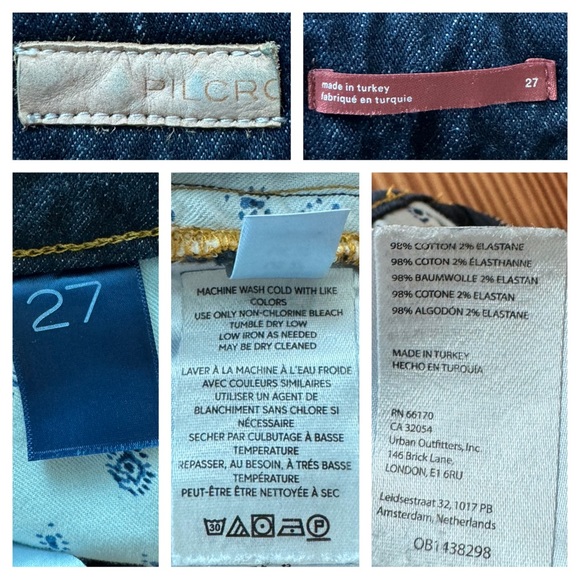 PILCRO
made in turkey
fabriqué en turquie
27
27
MACHINE WASH COLD WITH LIKE
COLORS
USE ONLY NON-CHLORINE BLEACH
TUMBLE DRY LOW
LOW IRON AS NEEDED
MAY BE DRY CLEANED
LAVER À LA MACHINE À L'EAU FROIDE
AVEC COULEURS SIMILAIRES
UTILISER UN AGENT DE
BLANCHIMENT SANS CHLORE SI
NÉCESSAIRE
SECHER PAR CULBUTAGE À BASSE
TEMPERATURE
REPASSER, AU BESOIN, À TRÉS BASSE
TEMPÉRATURE
PEUT-ÊTRE ÊTRE NETTOYÉE À SEC
30
P
98% COTTON 2% ELASTANE
98% COTON 2% ÉLASTHANNE
98% BAUMWOLLE 2% ELASTAN
98% COTONE 2% ELASTAN
98% ALGODÓN 2% ELASTANE
MADE IN TURKEY
HECHO EN TURQUÍA
RN 66170
CA 32054
Urban Outfitters, Inc.
146 Brick Lane,
LONDON, E1 6RU
Leidsestraat 32, 1017 PB
Amsterdam, Netherlands
OB1438298